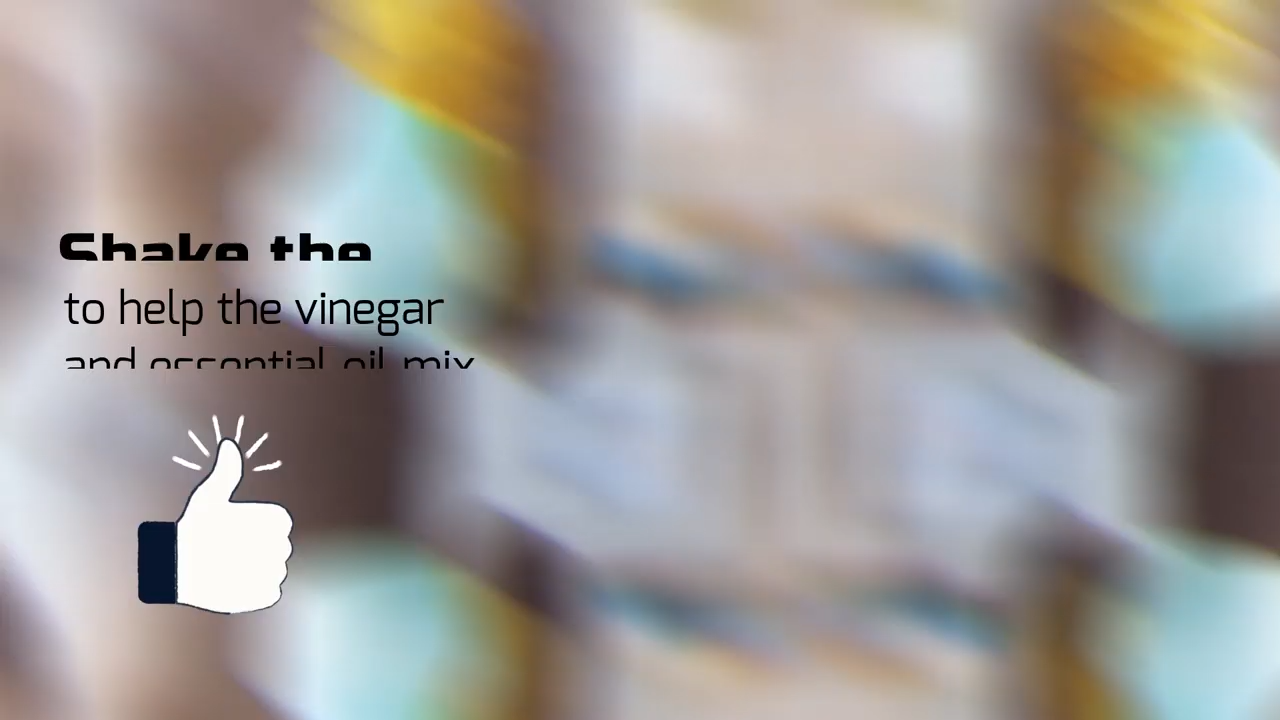 Shake the
to help the vinegar
and essential oil mix